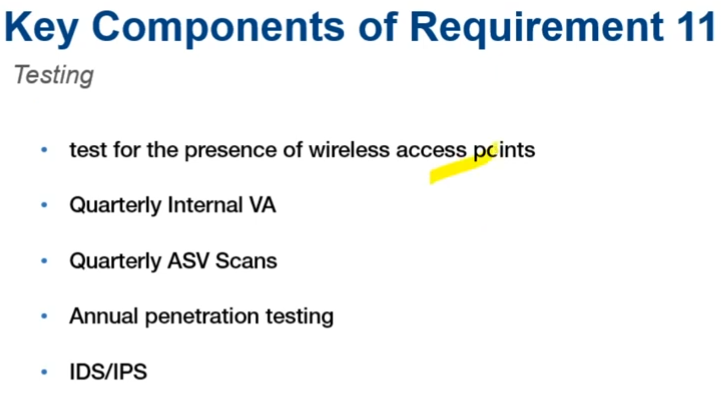 Key Components of Requirement 11
Testing
• test for the presence of wireless access points
• Quarterly Internal VA
• Quarterly ASV Scans
• Annual penetration testing
• IDS/IPS